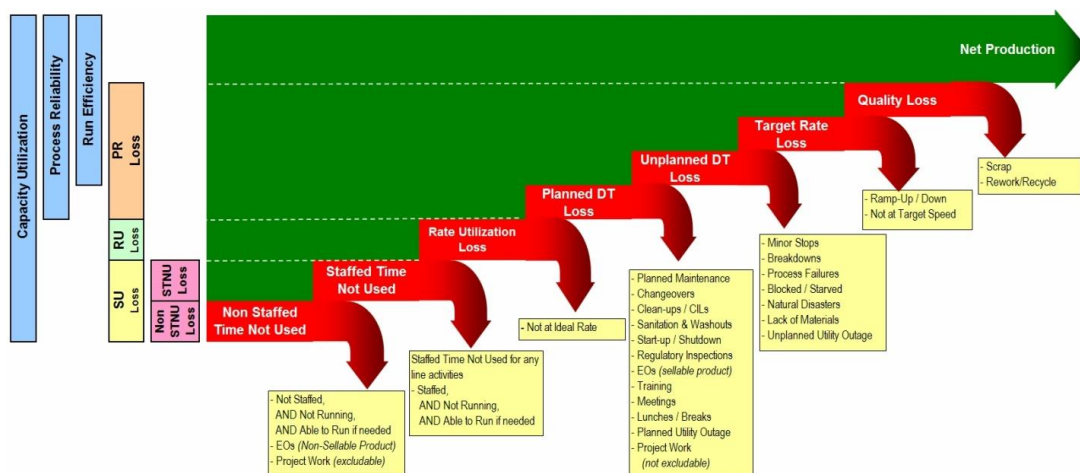 Capacity Utilization
Process Reliability
Run Efficiency
PR
Loss
RU
Loss
SU
Loss
STNU
Loss
Non
STNU
Loss
Net Production
Quality Loss
Target Rate
Loss
Unplanned DT
Loss
Planned DT
Loss
Rate Utilization
Loss
Staffed Time
Not Used
Non Staffed
Time Not Used
- Scrap
- Rework/Recycle
- Ramp-Up / Down
- Not at Target Speed
- Minor Stops
- Breakdowns
- Process Failures
- Blocked / Starved
- Natural Disasters
- Lack of Materials
- Unplanned Utility Outage
- Planned Maintenance
- Changeovers
- Clean-ups / CILs
- Sanitation & Washouts
- Start-up / Shutdown
- Regulatory Inspections
- EOs (sellable product)
- Training
- Meetings
- Lunches / Breaks
- Planned Utility Outage
- Project Work
(not excludable)
- Not at Ideal Rate
Staffed Time Not Used for any
line activities
- Staffed,
AND Not Running,
AND Able to Run if needed
- Not Staffed,
AND Not Running,
AND Able to Run if needed
- EOs (Non-Sellable Product)
- Project Work (excludable)